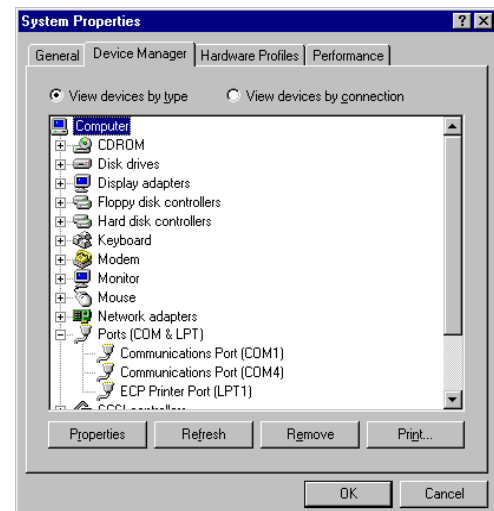 System Properties
General Device Manager Hardware Profiles Performance
View devices by type View devices by connection
Computer
CDROM
Disk drives
Display adapters
Floppy disk controllers
Hard disk controllers
Keyboard
Modem
Monitor
Mouse
Network adapters
Ports (COM & LPT)
Communications Port (COM1)
Communications Port (COM4)
ECP Printer Port (LPT1)
SCSI controllers
Properties Refresh Remove Print...
OK Cancel